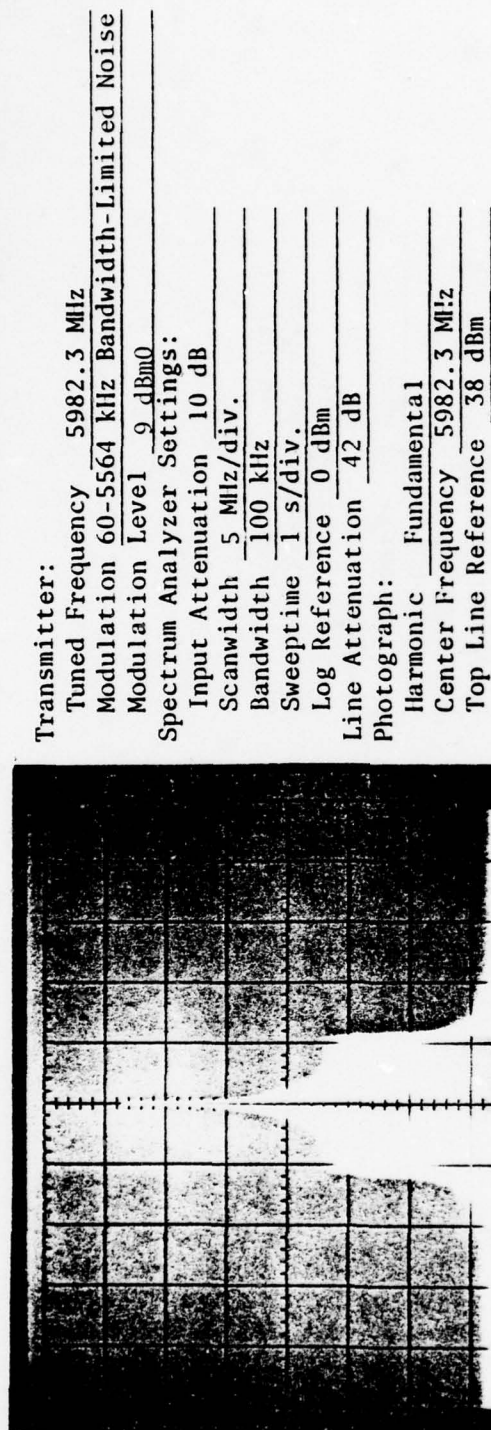 Transmitter:
Tuned Frequency 5982.3 MHz
Modulation 60-5564 kHz Bandwidth-Limited Noise
Modulation Level 9 dBm0
Spectrum Analyzer Settings:
Input Attenuation 10 dB
Scanwidth 5 MHz/div.
Bandwidth 100 kHz
Sweeptime 1 s/div.
Log Reference 0 dBm
Line Attenuation 42 dB
Photograph:
Harmonic Fundamental
Center Frequency 5982.3 MHz
Top Line Reference 38 dBm